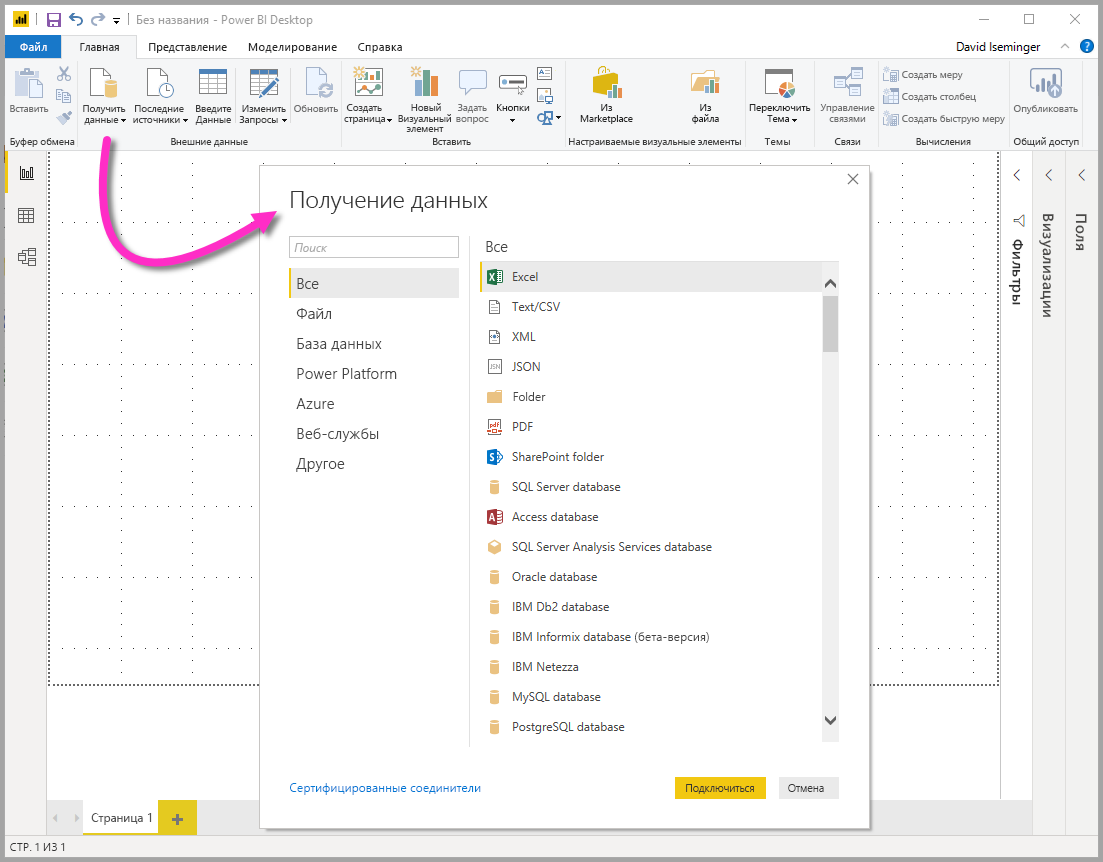 Без названия - Power BI Desktop
Файл Главная Представление Моделирование Справка David Iseminger ?
Вставить
Получить данные
Последние источники
Введите Данные
Изменить Запросы
Обновить
Создать страница
Новый Визуальный элемент
Задать вопрос
Кнопки
Из Marketplace
Из файла
Переключить Тема
Управление связями
Создать меру
Создать столбец
Создать быструю меру
Опубликовать
Буфер обмена Внешние данные Вставить Настраиваемые визуальные элементы Темы Связи Вычисления Общий доступ
Получение данных
Поиск
Все
Файл
База данных
Power Platform
Azure
Веб-службы
Другое
Все
Excel
Text/CSV
XML
JSON
Folder
PDF
SharePoint folder
SQL Server database
Access database
SQL Server Analysis Services database
Oracle database
IBM Db2 database
IBM Informix database (бета-версия)
IBM Netezza
MySQL database
PostgreSQL database
Сертифицированные соединители
Подключиться
Отмена
Фильтры
Визуализации
Поля
Страница 1
СТР. 1 ИЗ 1